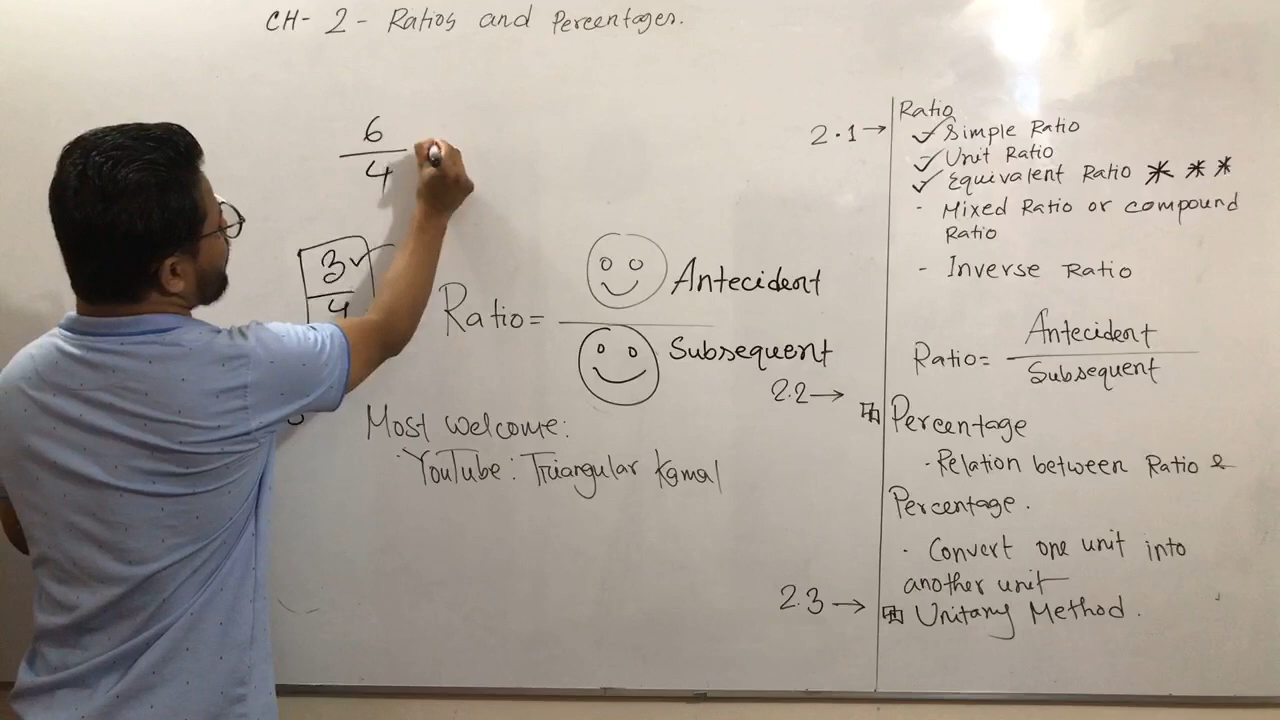 CH- 2 - Ratios and Percentages.
6
4
3
4
Ratio=
Antecident
Subsequent
Most welcome:
YouTube: Triangular Kamal
2.1→
Ratio
✓ Simple Ratio
✓ Unit Ratio
✓ Equivalent Ratio * * *
- Mixed Ratio or compound
Ratio
- Inverse Ratio
Ratio= Antecident
Subsequent
2.2→
Percentage
· Relation between Ratio &
Percentage.
· Convert one unit into
another unit
2.3→
Unitary Method.